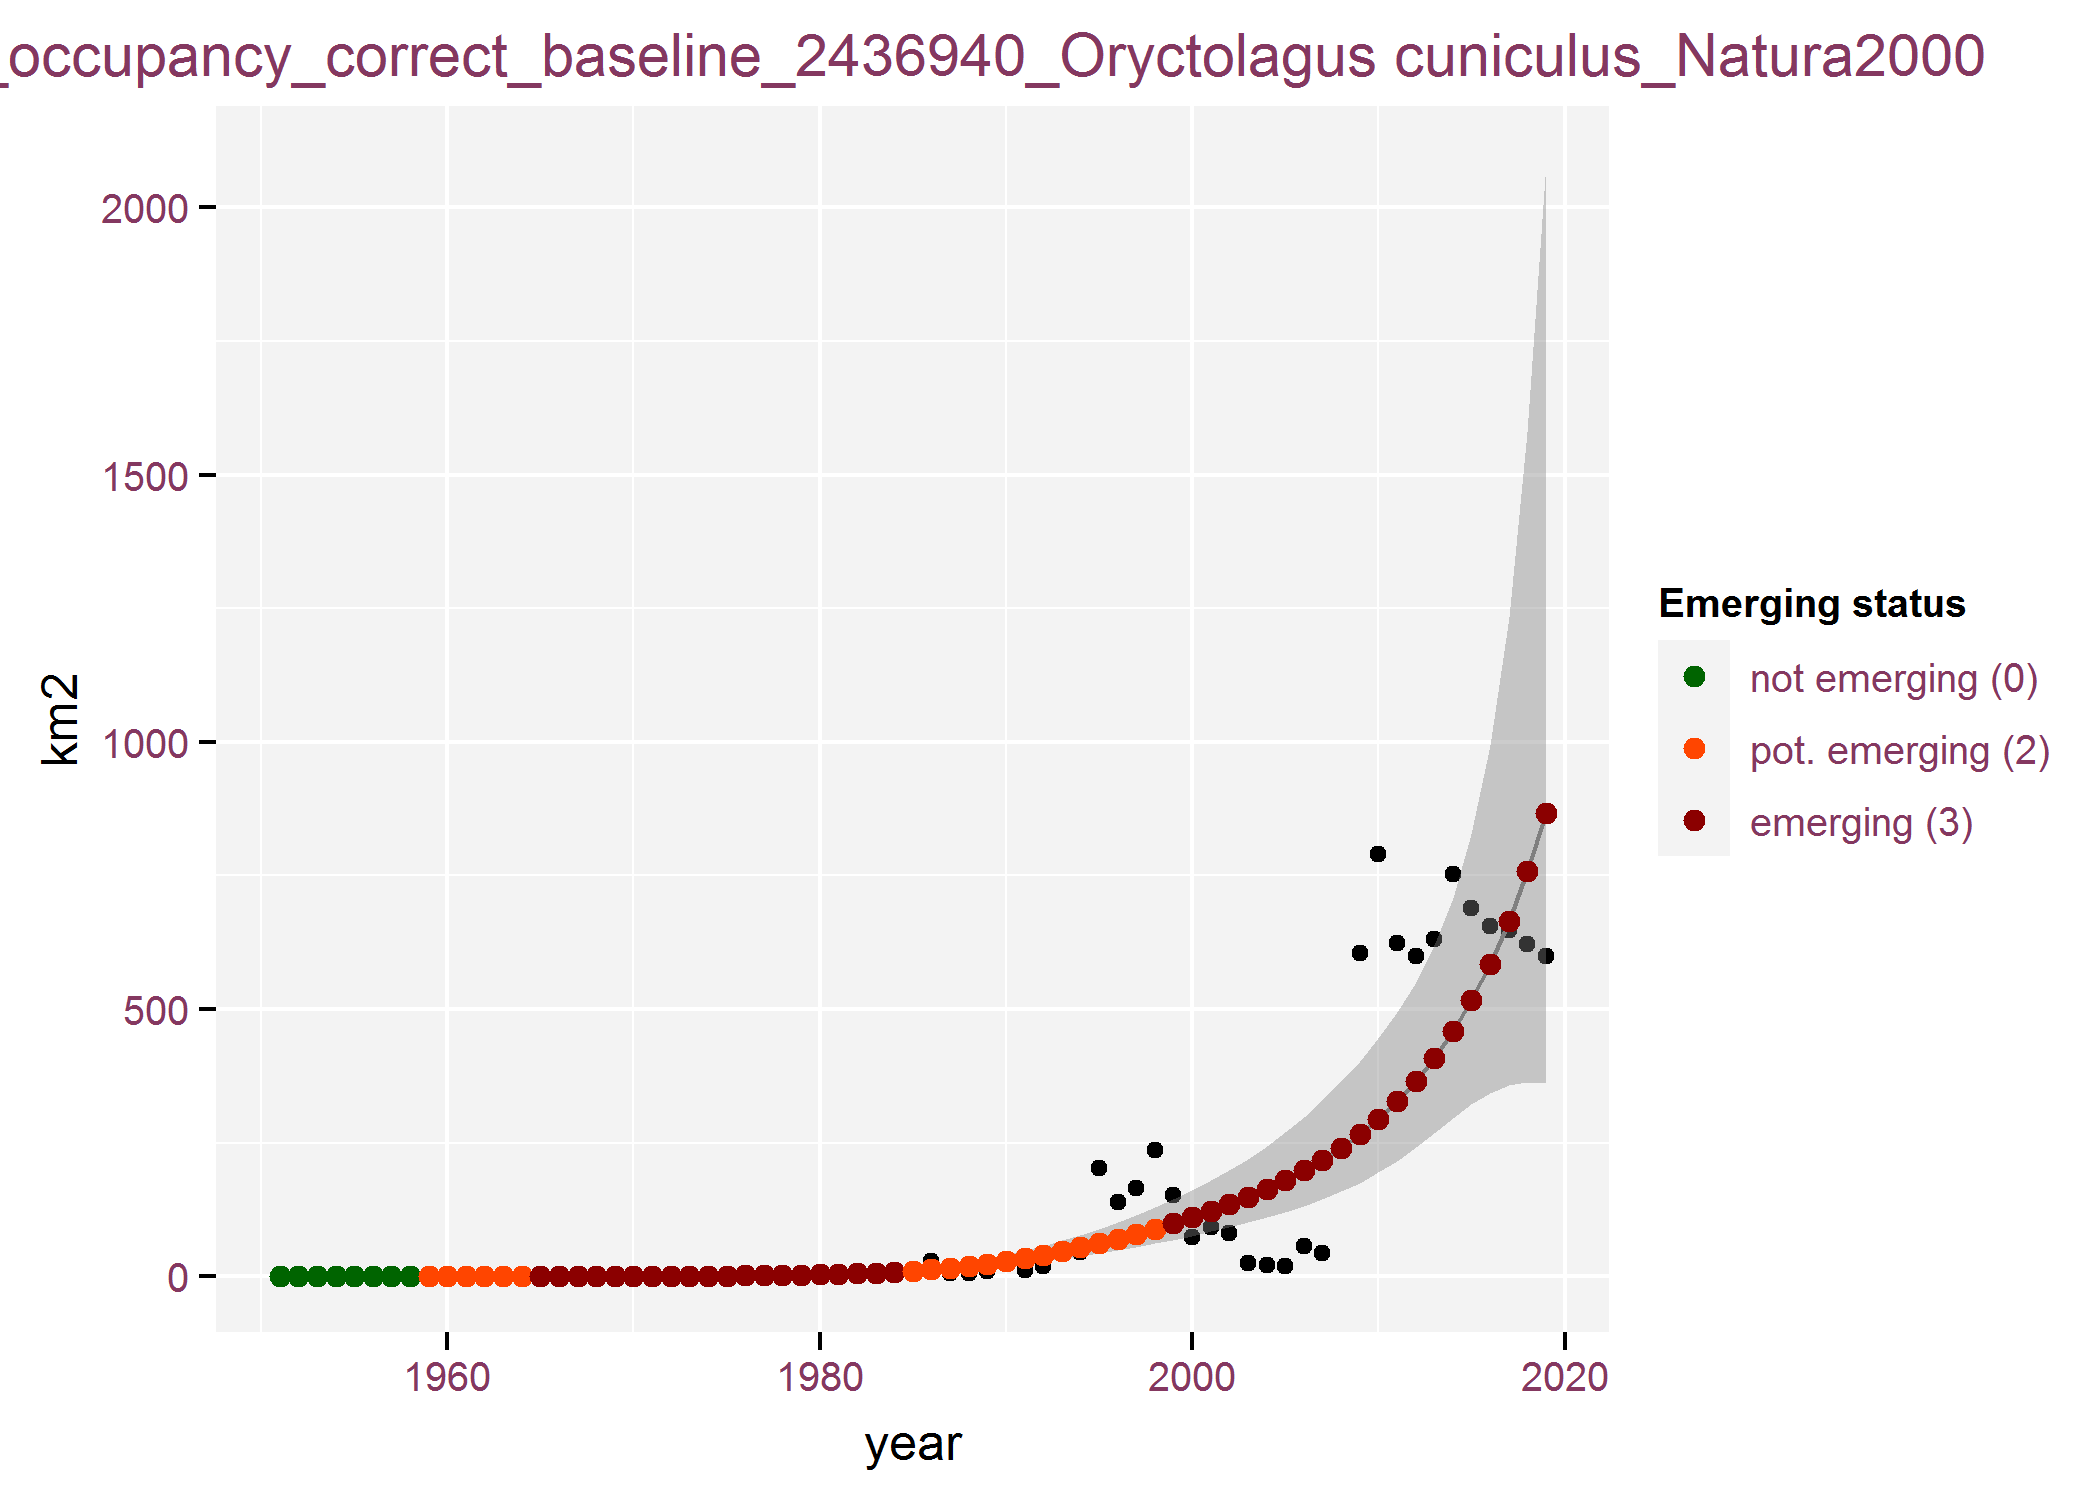 _occupancy_correct_baseline_2436940_Oryctolagus cuniculus_Natura2000
2000
1500
1000
500
0
km2
1960 1980 2000 2020
year
Emerging status
not emerging (0)
pot. emerging (2)
emerging (3)